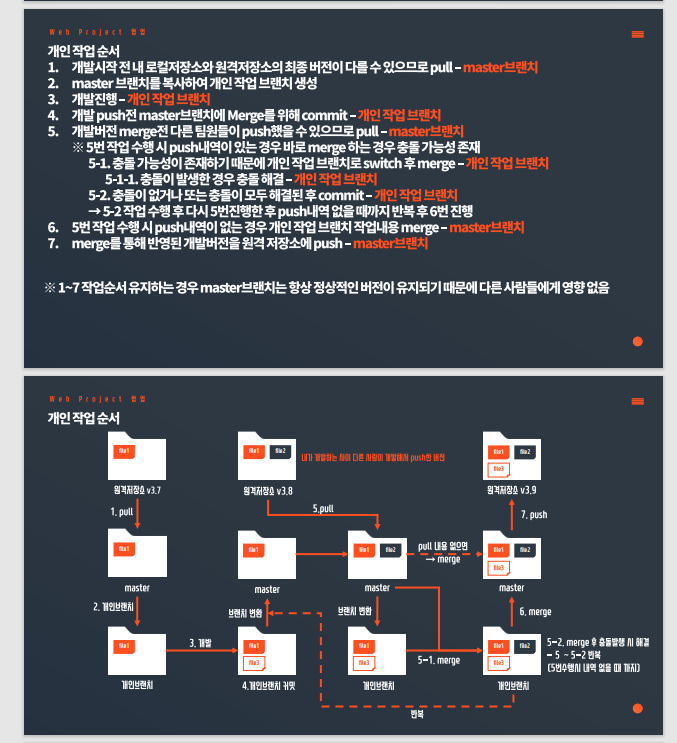 Web Project 웹 앱
개인 작업 순서
1. 개발시작 전 내 로컬저장소와 원격저장소의 최종 버전이 다를 수 있으므로 pull – master브랜치
2. master 브랜치를 복사하여 개인 작업 브랜치 생성
3. 개발진행 – 개인 작업 브랜치
4. 개발 push전 master브랜치에 Merge를 위해 commit – 개인 작업 브랜치
5. 개발버전 merge전 다른 팀원들이 push했을 수 있으므로 pull – master브랜치
※ 5번 작업 수행 시 push내역이 있는 경우 바로 merge 하는 경우 충돌 가능성 존재
5-1. 충돌 가능성이 존재하기 때문에 개인 작업 브랜치로 switch 후 merge – 개인 작업 브랜치
5-1-1. 충돌이 발생한 경우 충돌 해결 – 개인 작업 브랜치
5-2. 충돌이 없거나 또는 충돌이 모두 해결된 후 commit – 개인 작업 브랜치
→ 5-2 작업 수행 후 다시 5번진행한 후 push내역 없을 때까지 반복 후 6번 진행
6. 5번 작업 수행 시 push내역이 없는 경우 개인 작업 브랜치 작업내용 merge – master브랜치
7. merge를 통해 반영된 개발버전을 원격 저장소에 push – master브랜치
※ 1~7 작업순서 유지하는 경우 master브랜치는 항상 정상적인 버전이 유지되기 때문에 다른 사람들에게 영향 없음
Web Project 웹 앱
개인 작업 순서
file1
file1 file2
내가 개발하는 사이 다른 사람이 개발해서 push한 버전
file1 file2
file3
원격저장소 v3.7
원격저장소 v3.8
원격저장소 v3.9
1. pull
5.pull
7. push
file1
file1
file1 file2
pull 내용 없으면
→ merge
file1 file2
file3
master
master
master
master
2. 개인브랜치
브랜치 변환
브랜치 변환
6. merge
file1
3. 개발
file1
file3
file1
file3
5-1. merge
file1 file2
file3
5-2. merge 후 충돌발행 시 해결
- 5 ~ 5-2 반복
(5번수행시 내역 없을 때 까지)
개인브랜치
4.개인브랜치 커밋
개인브랜치
개인브랜치
반복